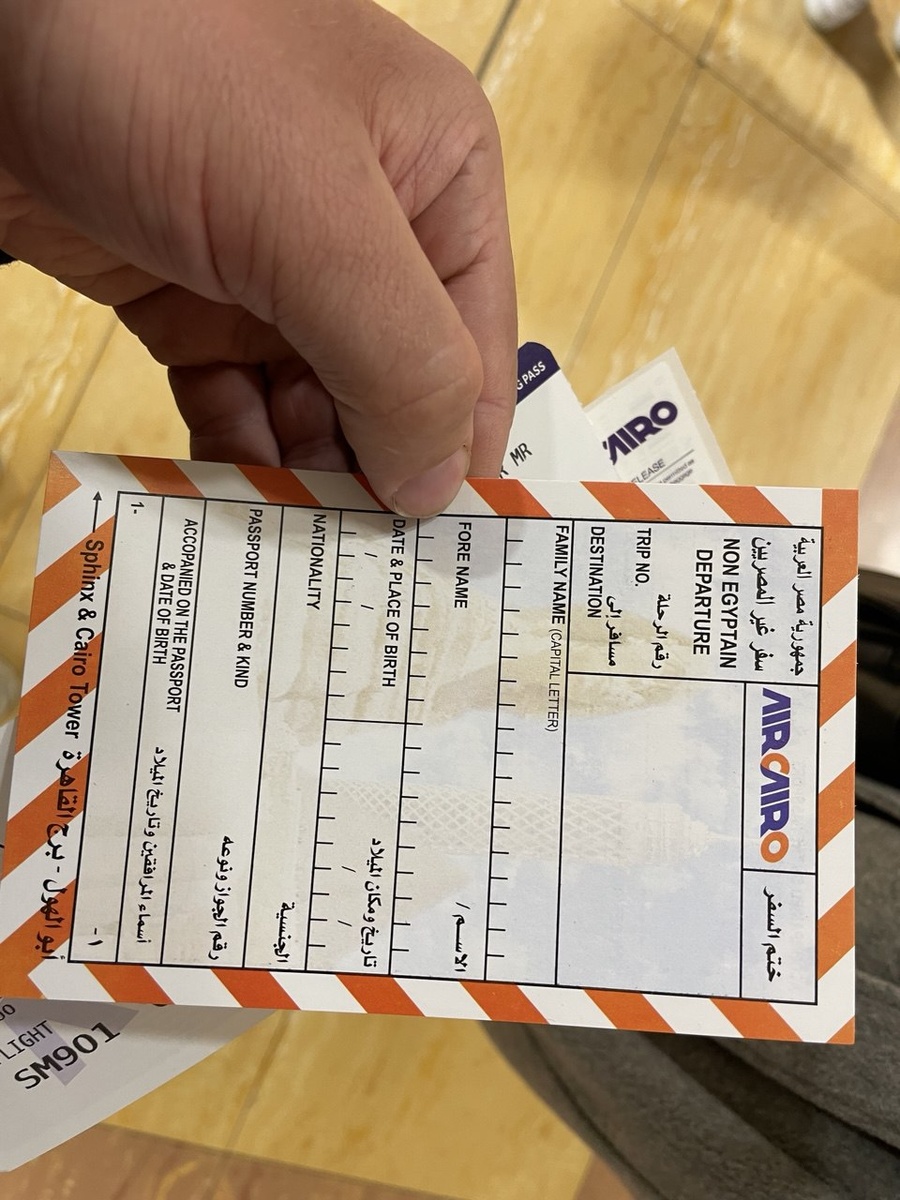 جمهورية مصر العربية
سفر غير المصريين
NON EGYPTAIN
DEPARTURE
AIRCAIRO
ختم السفر
رقم الرحلة
TRIP NO.
مسافر إلى
DESTINATION
FAMILY NAME (CAPITAL LETTER)
FORE NAME
الاسم /
DATE & PLACE OF BIRTH
تاريخ ومكان الميلاد
/ /
/ /
NATIONALITY
الجنسية
PASSPORT NUMBER & KIND
رقم الجواز ونوعه
ACCOPANIED ON THE PASSPORT
& DATE OF BIRTH
أسماء المرافقين وتاريخ الميلاد
1-
١-
Sphinx & Cairo Tower أبو الهول - برج القاهرة
G PASS
MR
AIRO
ELEASE
LIGHT
SM901